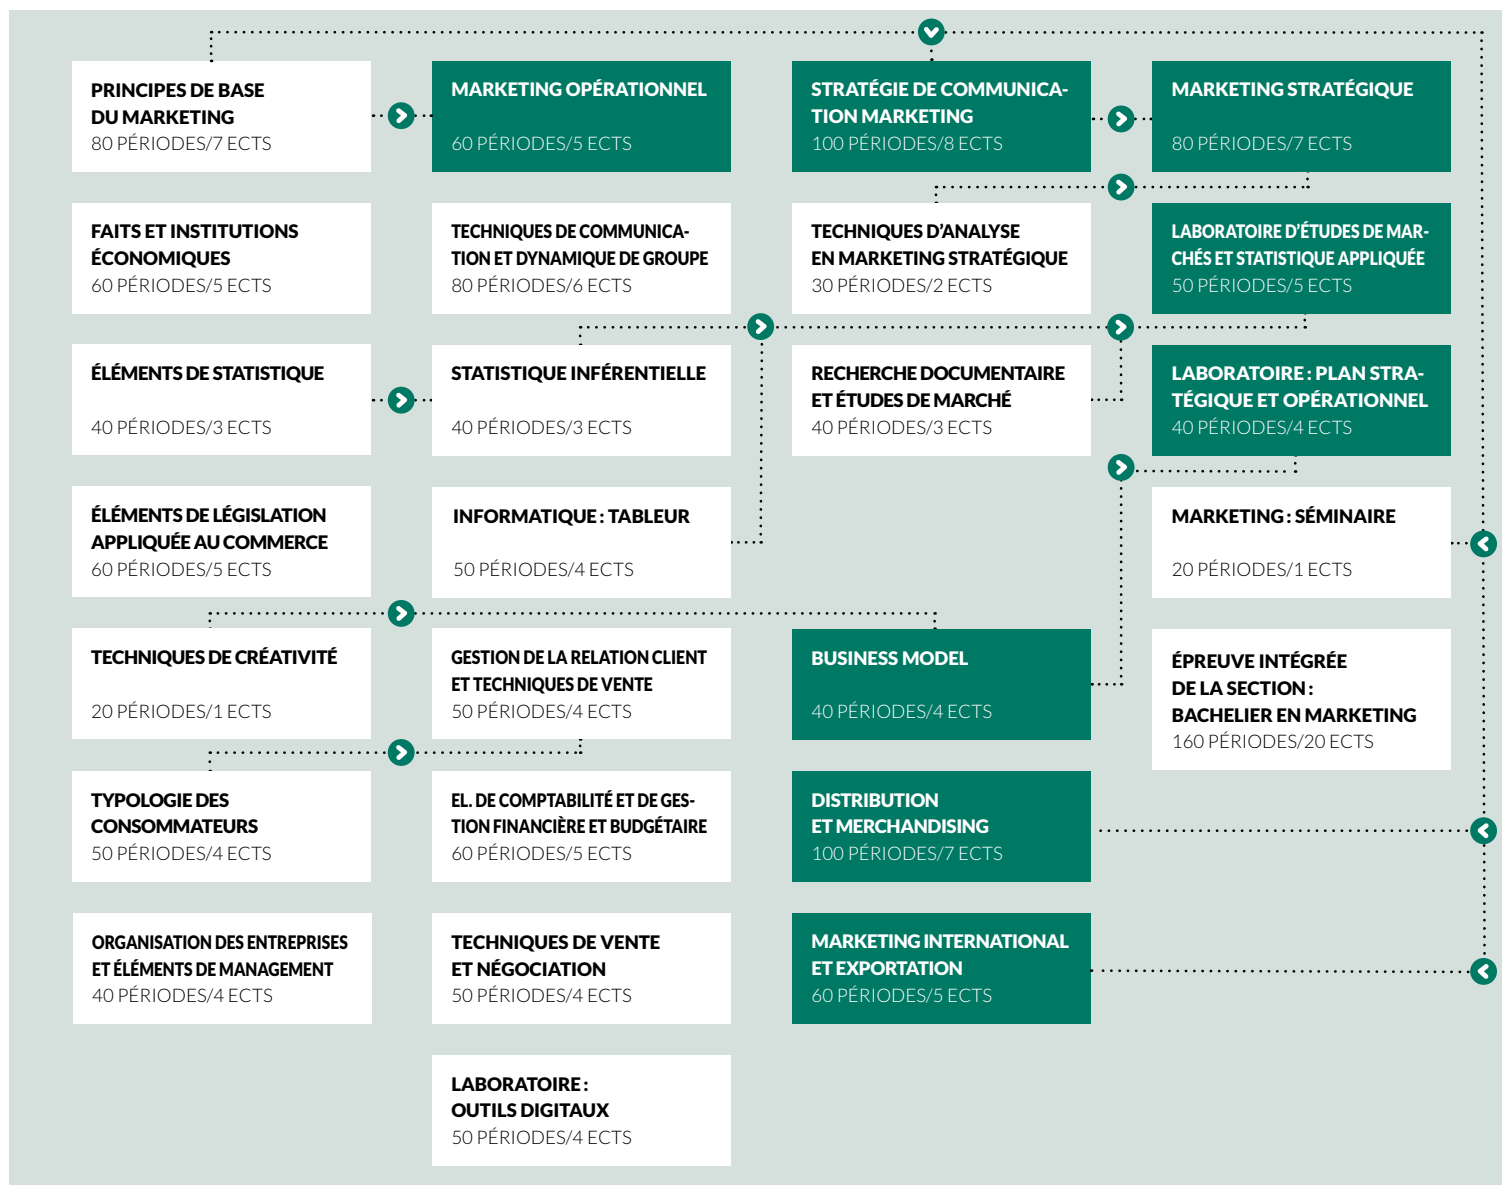 PRINCIPES DE BASE
DU MARKETING
80 PÉRIODES/7 ECTS
MARKETING OPÉRATIONNEL
60 PÉRIODES/5 ECTS
STRATÉGIE DE COMMUNICA-
TION MARKETING
100 PÉRIODES/8 ECTS
MARKETING STRATÉGIQUE
80 PÉRIODES/7 ECTS
FAITS ET INSTITUTIONS
ÉCONOMIQUES
60 PÉRIODES/5 ECTS
TECHNIQUES DE COMMUNICA-
TION ET DYNAMIQUE DE GROUPE
80 PÉRIODES/6 ECTS
TECHNIQUES D’ANALYSE
EN MARKETING STRATÉGIQUE
30 PÉRIODES/2 ECTS
LABORATOIRE D’ÉTUDES DE MAR-
CHÉS ET STATISTIQUE APPLIQUÉE
50 PÉRIODES/5 ECTS
ÉLÉMENTS DE STATISTIQUE
40 PÉRIODES/3 ECTS
STATISTIQUE INFÉRENTIELLE
40 PÉRIODES/3 ECTS
RECHERCHE DOCUMENTAIRE
ET ÉTUDES DE MARCHÉ
40 PÉRIODES/3 ECTS
LABORATOIRE : PLAN STRA-
TÉGIQUE ET OPÉRATIONNEL
40 PÉRIODES/4 ECTS
ÉLÉMENTS DE LÉGISLATION
APPLIQUÉE AU COMMERCE
60 PÉRIODES/5 ECTS
INFORMATIQUE : TABLEUR
50 PÉRIODES/4 ECTS
MARKETING : SÉMINAIRE
20 PÉRIODES/1 ECTS
TECHNIQUES DE CRÉATIVITÉ
20 PÉRIODES/1 ECTS
GESTION DE LA RELATION CLIENT
ET TECHNIQUES DE VENTE
50 PÉRIODES/4 ECTS
BUSINESS MODEL
40 PÉRIODES/4 ECTS
ÉPREUVE INTÉGRÉE
DE LA SECTION :
BACHELIER EN MARKETING
160 PÉRIODES/20 ECTS
TYPOLOGIE DES
CONSOMMATEURS
50 PÉRIODES/4 ECTS
EL. DE COMPTABILITÉ ET DE GES-
TION FINANCIÈRE ET BUDGÉTAIRE
60 PÉRIODES/5 ECTS
DISTRIBUTION
ET MERCHANDISING
100 PÉRIODES/7 ECTS
ORGANISATION DES ENTREPRISES
ET ÉLÉMENTS DE MANAGEMENT
40 PÉRIODES/4 ECTS
TECHNIQUES DE VENTE
ET NÉGOCIATION
50 PÉRIODES/4 ECTS
MARKETING INTERNATIONAL
ET EXPORTATION
60 PÉRIODES/5 ECTS
LABORATOIRE :
OUTILS DIGITAUX
50 PÉRIODES/4 ECTS